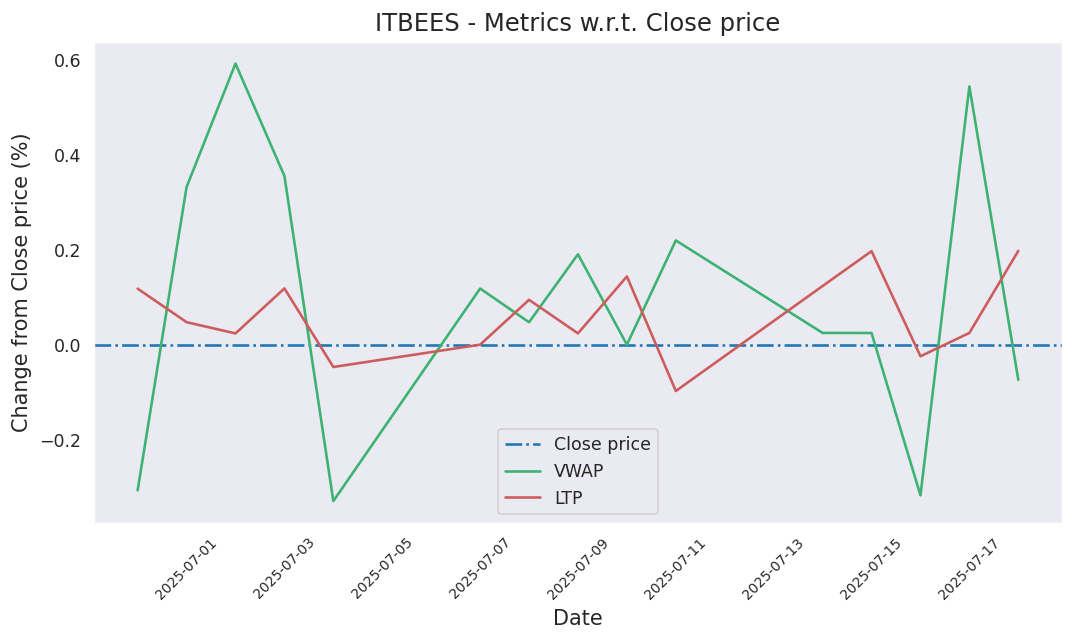 ITBEES - Metrics w.r.t. Close price
Change from Close price (%)
0.6
0.4
0.2
0.0
−0.2
Close price
VWAP
LTP
2025-07-01
2025-07-03
2025-07-05
2025-07-07
2025-07-09
2025-07-11
2025-07-13
2025-07-15
2025-07-17
Date